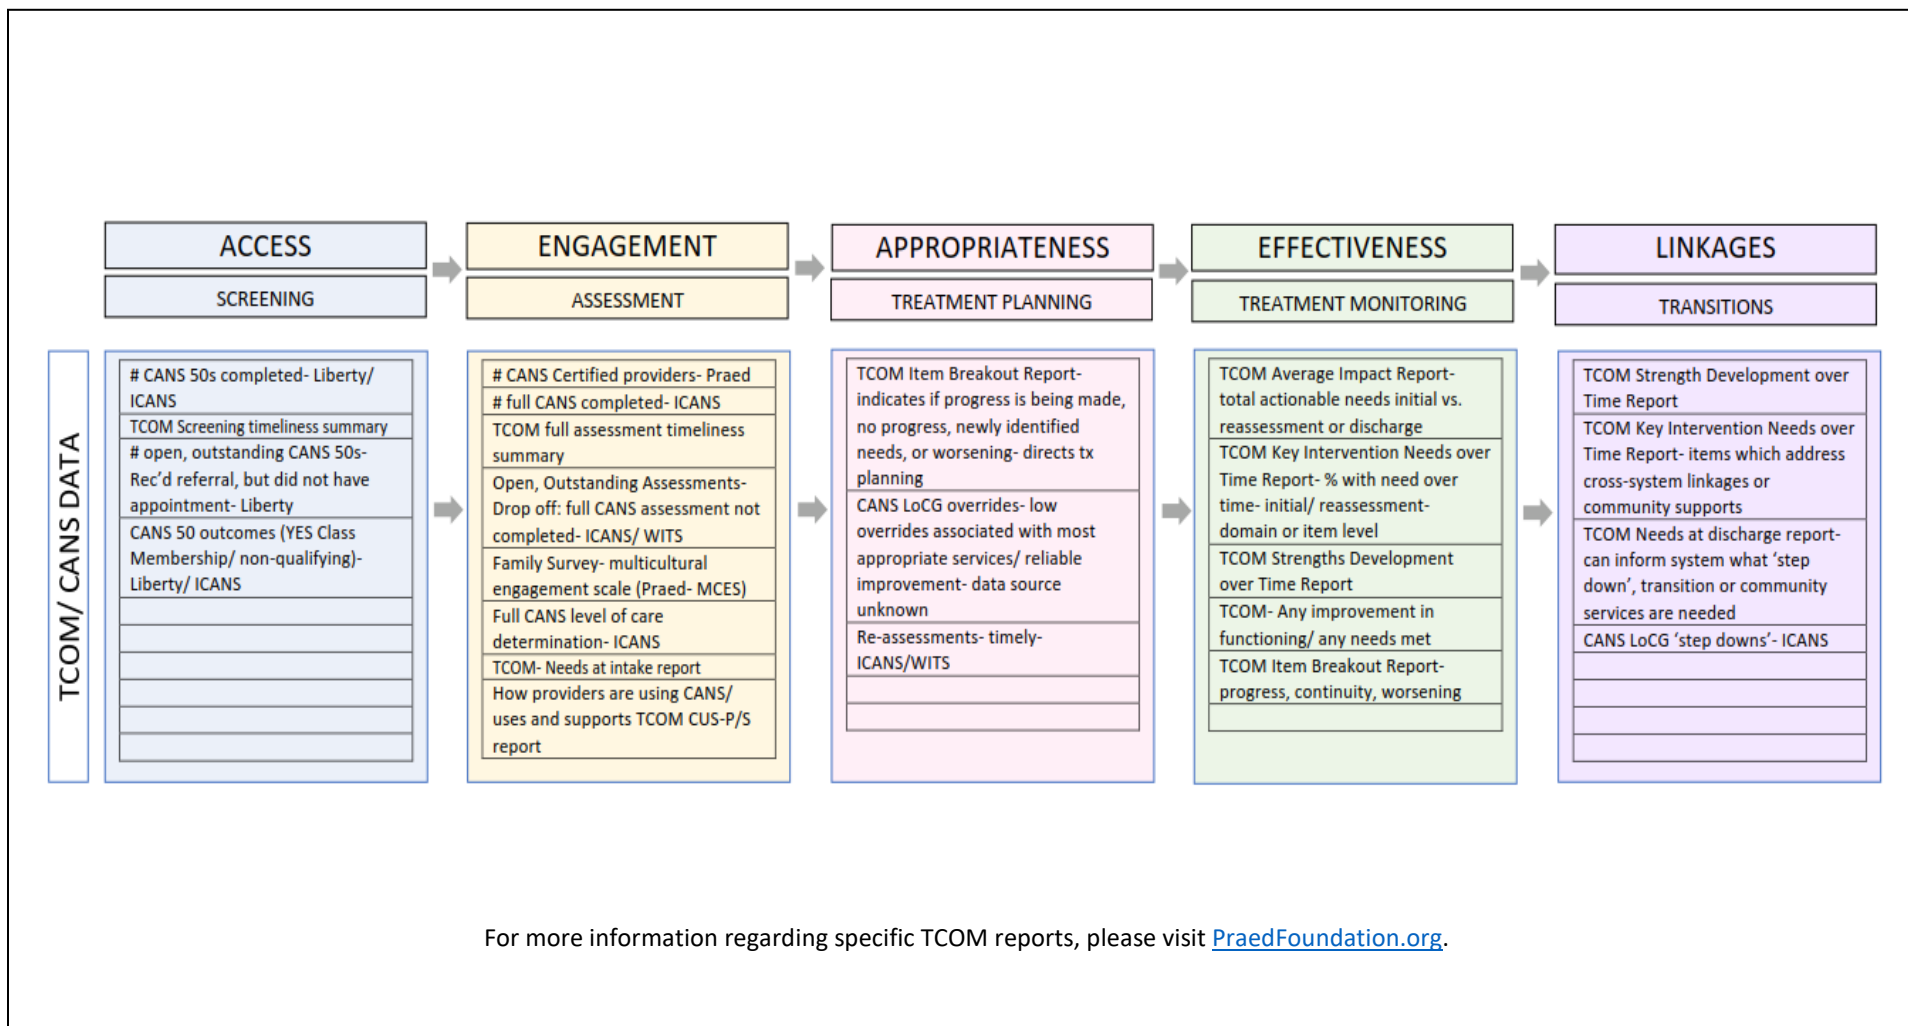 ACCESS
SCREENING
ENGAGEMENT
ASSESSMENT
APPROPRIATENESS
TREATMENT PLANNING
EFFECTIVENESS
TREATMENT MONITORING
LINKAGES
TRANSITIONS
TCOM/ CANS DATA
# CANS 50s completed- Liberty/
ICANS
TCOM Screening timeliness summary
# open, outstanding CANS 50s-
Rec’d referral, but did not have
appointment- Liberty
CANS 50 outcomes (YES Class
Membership/ non-qualifying)-
Liberty/ ICANS
# CANS Certified providers- Praed
# full CANS completed- ICANS
TCOM full assessment timeliness
summary
Open, Outstanding Assessments-
Drop off: full CANS assessment not
completed- ICANS/ WITS
Family Survey- multicultural
engagement scale (Praed- MCES)
Full CANS level of care
determination- ICANS
TCOM- Needs at intake report
How providers are using CANS/
uses and supports TCOM CUS-P/S
report
TCOM Item Breakout Report-
indicates if progress is being made,
no progress, newly identified
needs, or worsening- directs tx
planning
CANS LoCG overrides- low
overrides associated with most
appropriate services/ reliable
improvement- data source
unknown
Re-assessments- timely-
ICANS/WITS
TCOM Average Impact Report-
total actionable needs initial vs.
reassessment or discharge
TCOM Key Intervention Needs over
Time Report- % with need over
time- initial/ reassessment-
domain or item level
TCOM Strengths Development
over Time Report
TCOM- Any improvement in
functioning/ any needs met
TCOM Item Breakout Report-
progress, continuity, worsening
TCOM Strength Development over
Time Report
TCOM Key Intervention Needs over
Time Report- items which address
cross-system linkages or
community supports
TCOM Needs at discharge report-
can inform system what ‘step
down’, transition or community
services are needed
CANS LoCG ‘step downs’- ICANS
For more information regarding specific TCOM reports, please visit PraedFoundation.org.